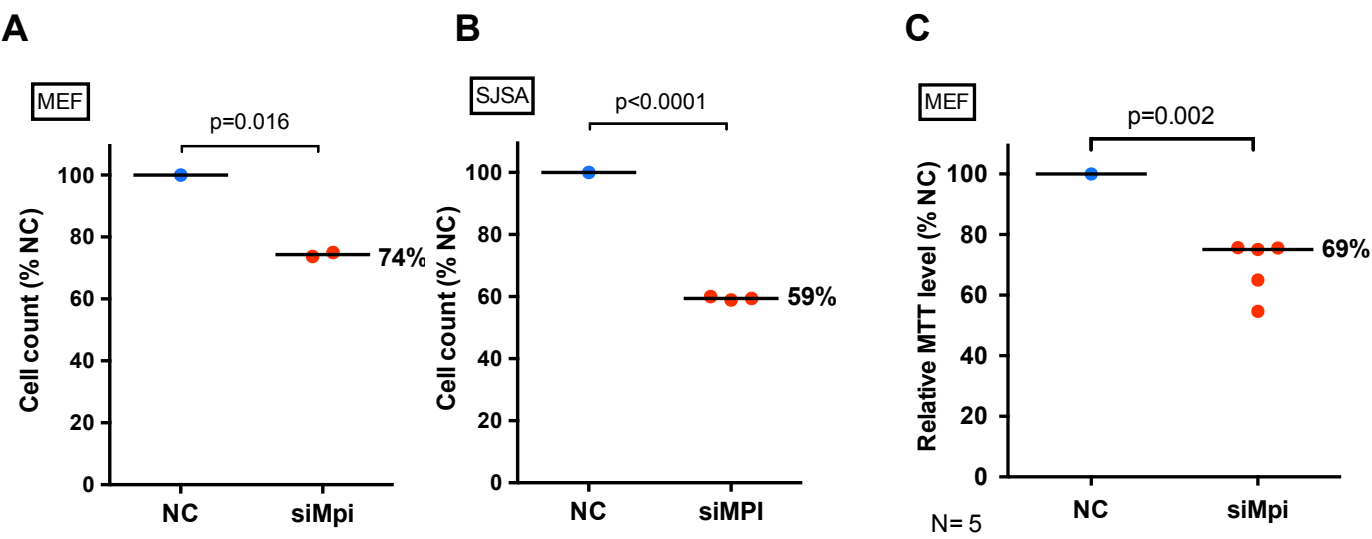 A
MEF
p=0.016
Cell count (% NC)
100
80
60
40
20
0
74%
NC
siMpi
B
SJSA
p<0.0001
Cell count (% NC)
100
80
60
40
20
0
59%
NC
siMPI
C
MEF
p=0.002
Relative MTT level (% NC)
100
80
60
40
20
0
69%
NC
siMpi
N= 5